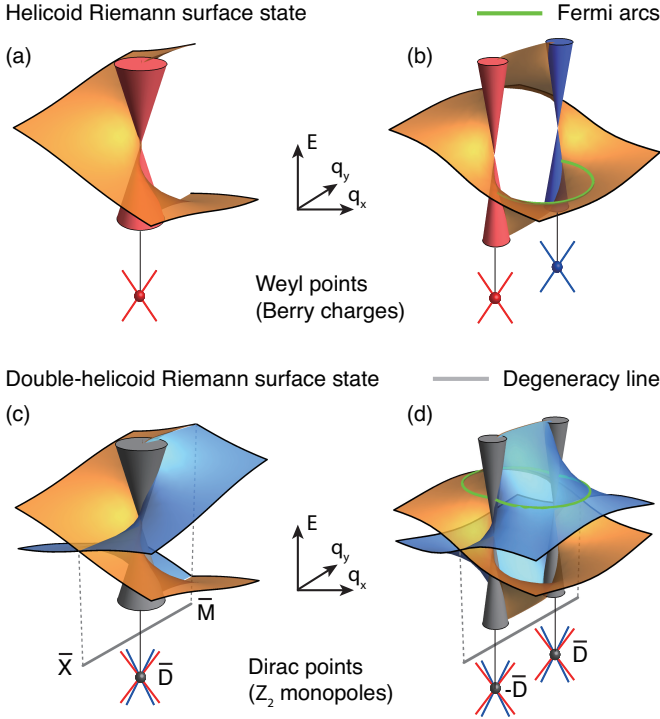 Helicoid Riemann surface state
Fermi arcs
(a)
(b)
E
q_y
q_x
Weyl points
(Berry charges)
Double-helicoid Riemann surface state
Degeneracy line
(c)
(d)
E
q_y
q_x
M̅
X̅
D̅
Dirac points
(Z₂ monopoles)
D̅
-D̅